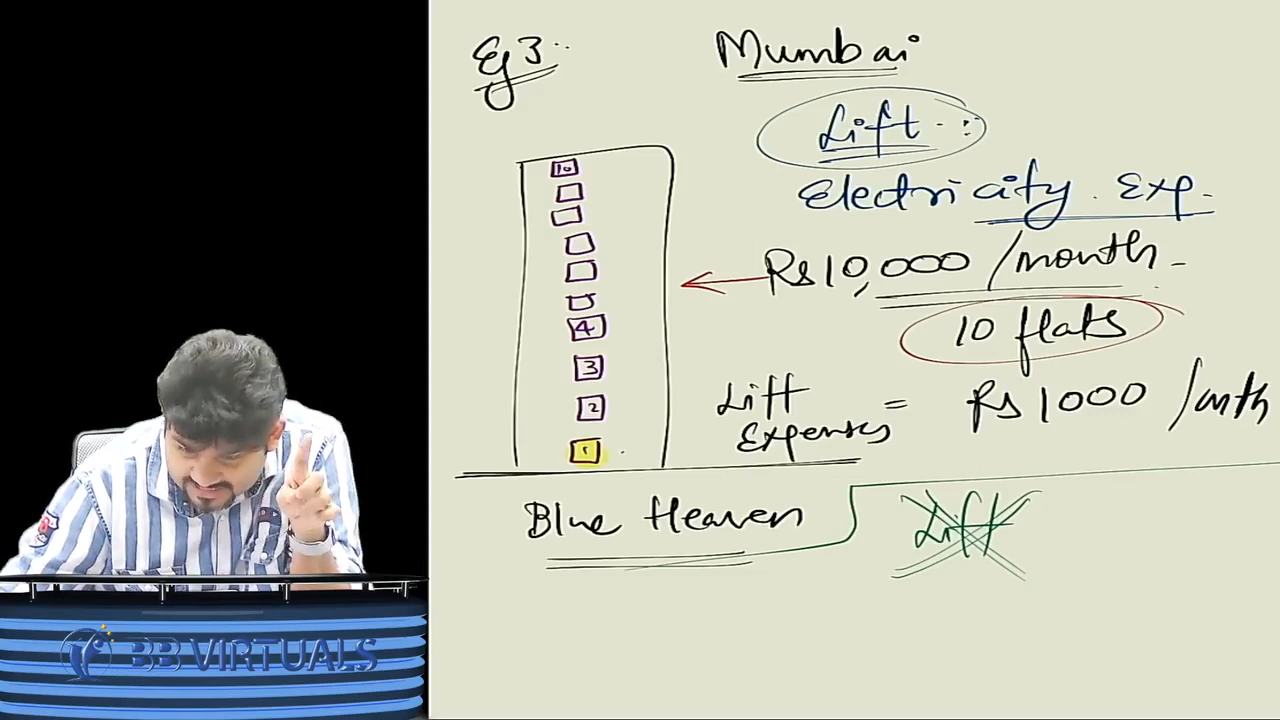 Eg 3..
Mumbai
Lift
Electricity Exp.
Rs 10,000 /month
10 flats
10
4
3
2
1
Lift Expenses = Rs 1000 /mth
Blue Heaven
Lift
BB VIRTUALS